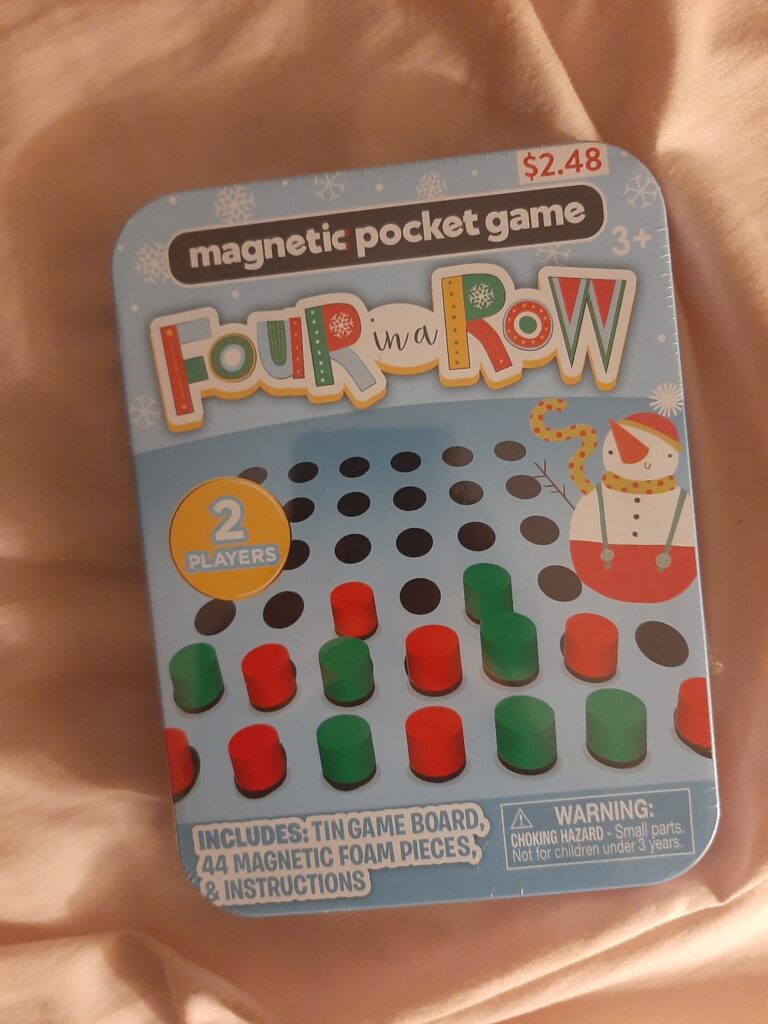 $2.48
magnetic pocket game
3+
FOUR in a ROW
2
PLAYERS
INCLUDES: TIN GAME BOARD,
44 MAGNETIC FOAM PIECES,
& INSTRUCTIONS
⚠ WARNING:
CHOKING HAZARD - Small parts.
Not for children under 3 years.